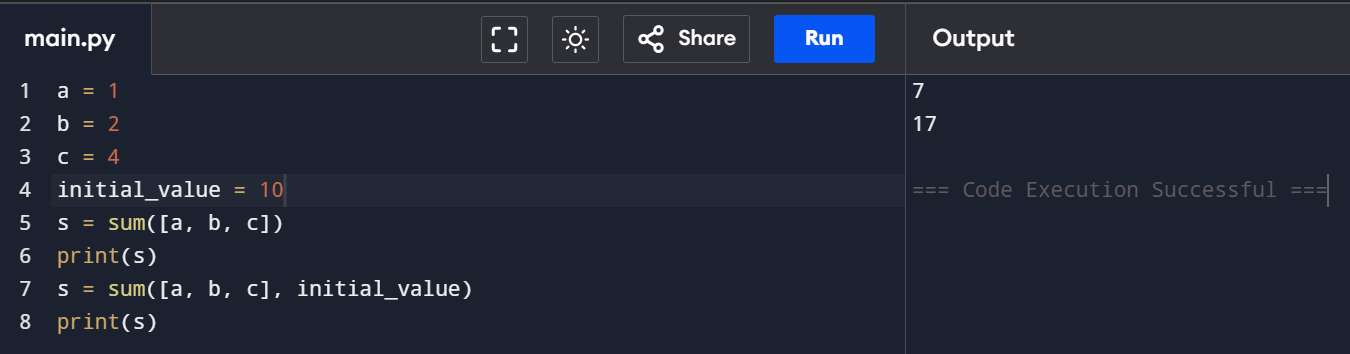 main.py
Share
Run
Output
1 a = 1
2 b = 2
3 c = 4
4 initial_value = 10
5 s = sum([a, b, c])
6 print(s)
7 s = sum([a, b, c], initial_value)
8 print(s)
7
17
=== Code Execution Successful ===